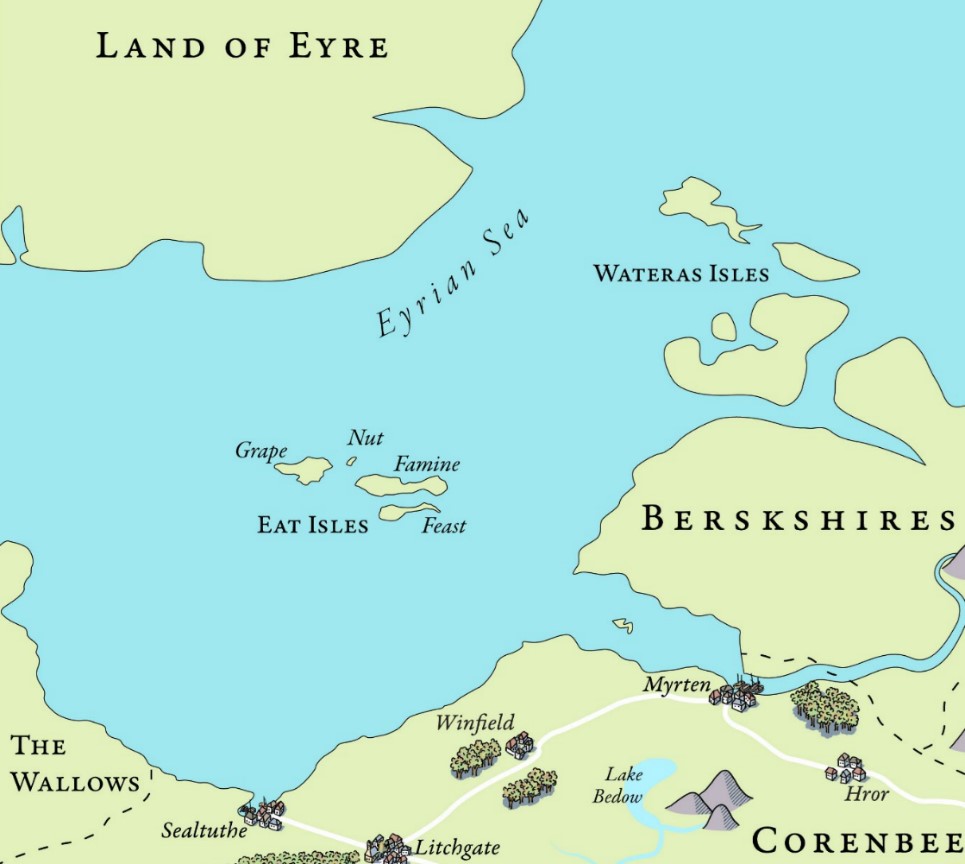 LAND OF EYRE
Eyrian Sea
WATERAS ISLES
Nut
Grape
Famine
EAT ISLES
Feast
BERSKSHIRES
Myrten
Winfield
THE
WALLOWS
Lake
Bedow
Hror
Sealtuthe
Litchgate
CORENBEE